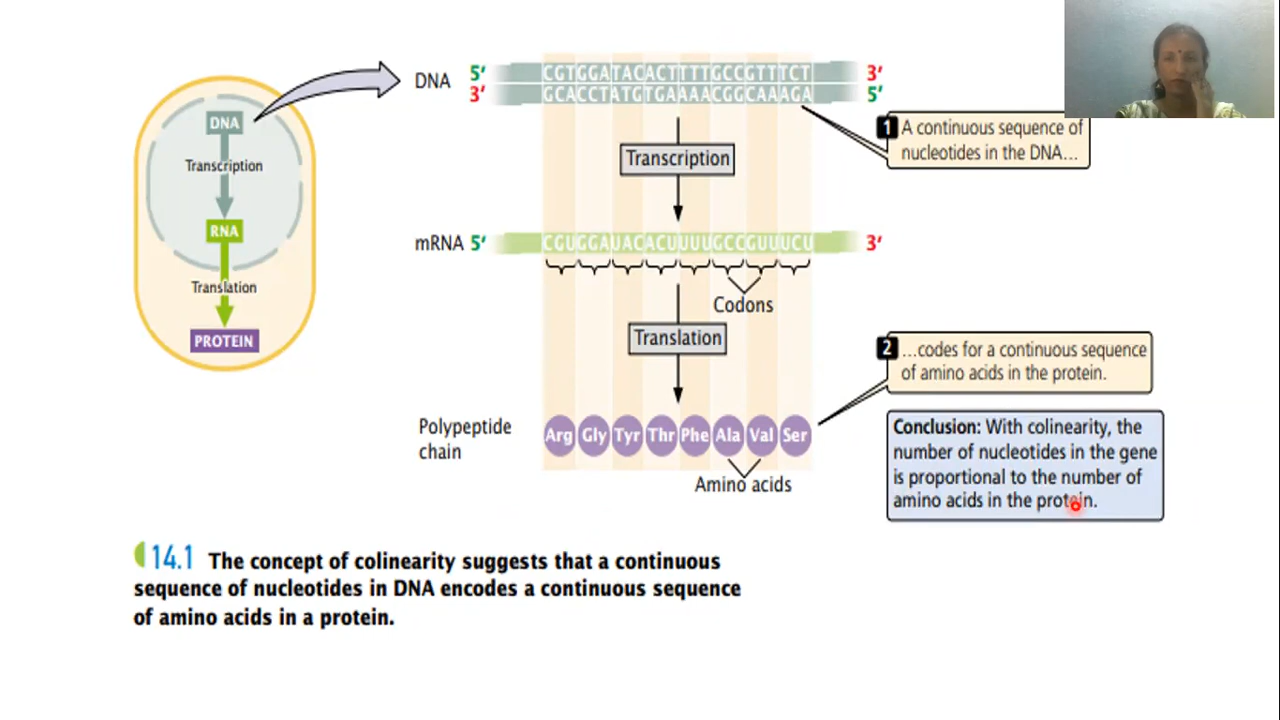 DNA
Transcription
RNA
Translation
PROTEIN
DNA 5′ CGTGGATACACTTTTGCCGTTTCT 3′
3′ GCACCTATGTGAAAACGGCAAAGA 5′
1 A continuous sequence of
nucleotides in the DNA...
Transcription
mRNA 5′ CGUGGAUACACUUUUGCCGUUUCU 3′
Codons
Translation
2 ...codes for a continuous sequence
of amino acids in the protein.
Polypeptide
chain
Arg Gly Tyr Thr Phe Ala Val Ser
Amino acids
Conclusion: With colinearity, the
number of nucleotides in the gene
is proportional to the number of
amino acids in the protein.
14.1 The concept of colinearity suggests that a continuous
sequence of nucleotides in DNA encodes a continuous sequence
of amino acids in a protein.